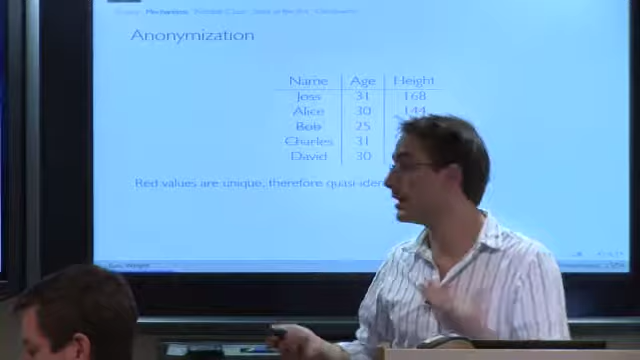 Anonymization
Name Age Height
Joss 31 168
Alice 30 144
Bob 25
Charles 31
David 30
Red values are unique, therefore quasi-iden